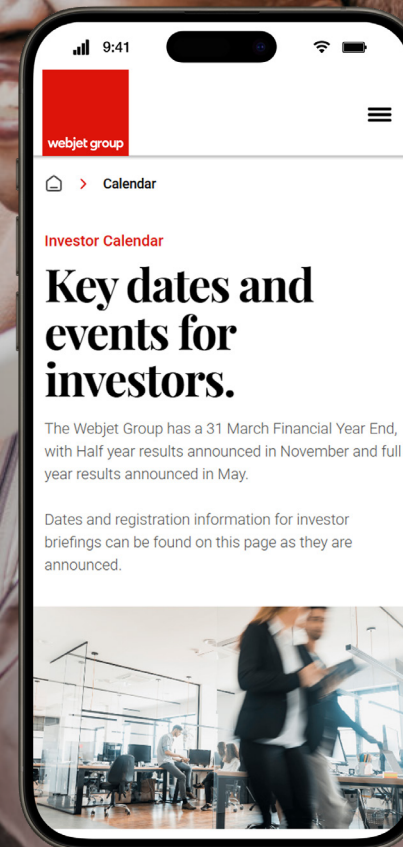 9:41
webjet group
Calendar
Investor Calendar
Key dates and
events for
investors.
The Webjet Group has a 31 March Financial Year End,
with Half year results announced in November and full
year results announced in May.
Dates and registration information for investor
briefings can be found on this page as they are
announced.